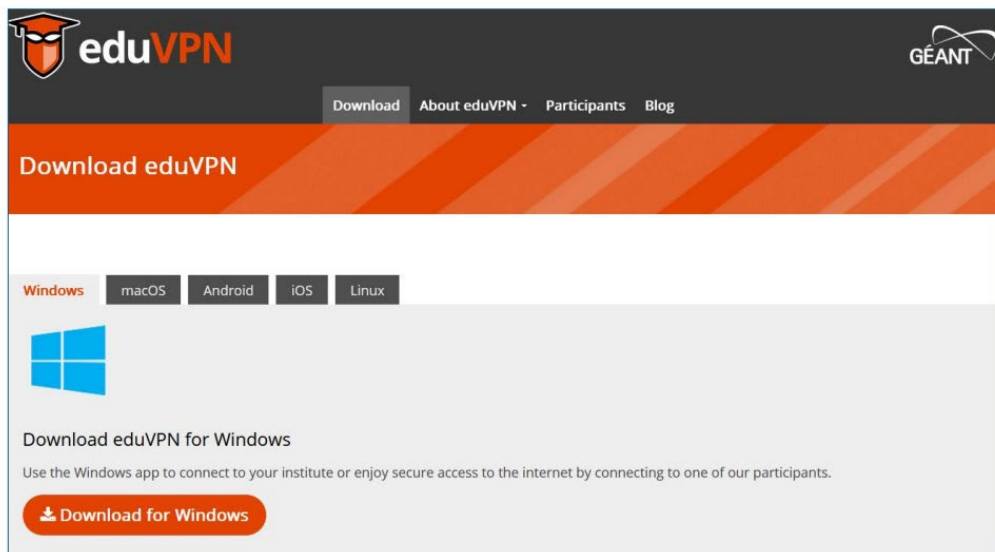 eduVPN
GÉANT
Download About eduVPN Participants Blog
Download eduVPN
Windows macOS Android iOS Linux
Download eduVPN for Windows
Use the Windows app to connect to your institute or enjoy secure access to the internet by connecting to one of our participants.
Download for Windows